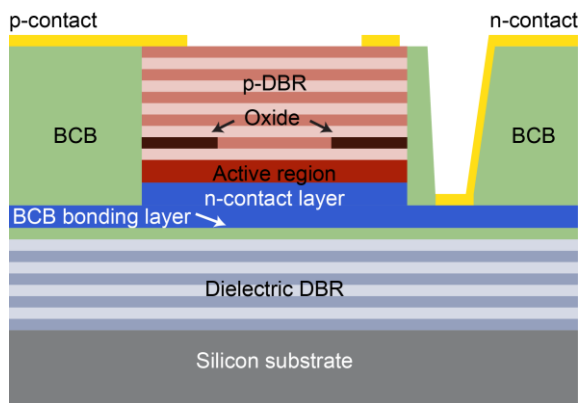 p-contact
n-contact
p-DBR
Oxide
BCB
BCB
Active region
n-contact layer
BCB bonding layer
Dielectric DBR
Silicon substrate